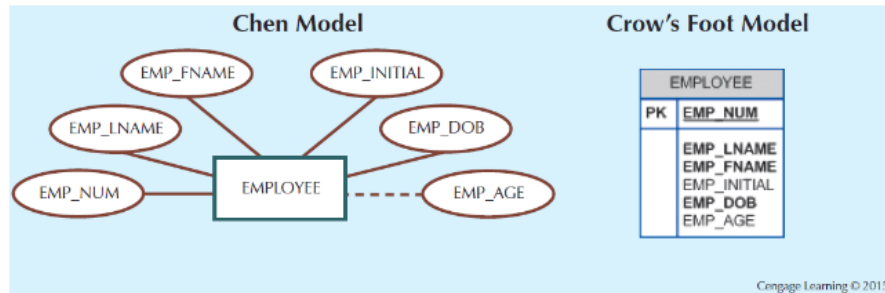 Chen Model
EMP_FNAME
EMP_INITIAL
EMP_LNAME
EMP_DOB
EMP_NUM
EMPLOYEE
EMP_AGE
Crow's Foot Model
EMPLOYEE
PK EMP_NUM
EMP_LNAME
EMP_FNAME
EMP_INITIAL
EMP_DOB
EMP_AGE
Cengage Learning © 2015